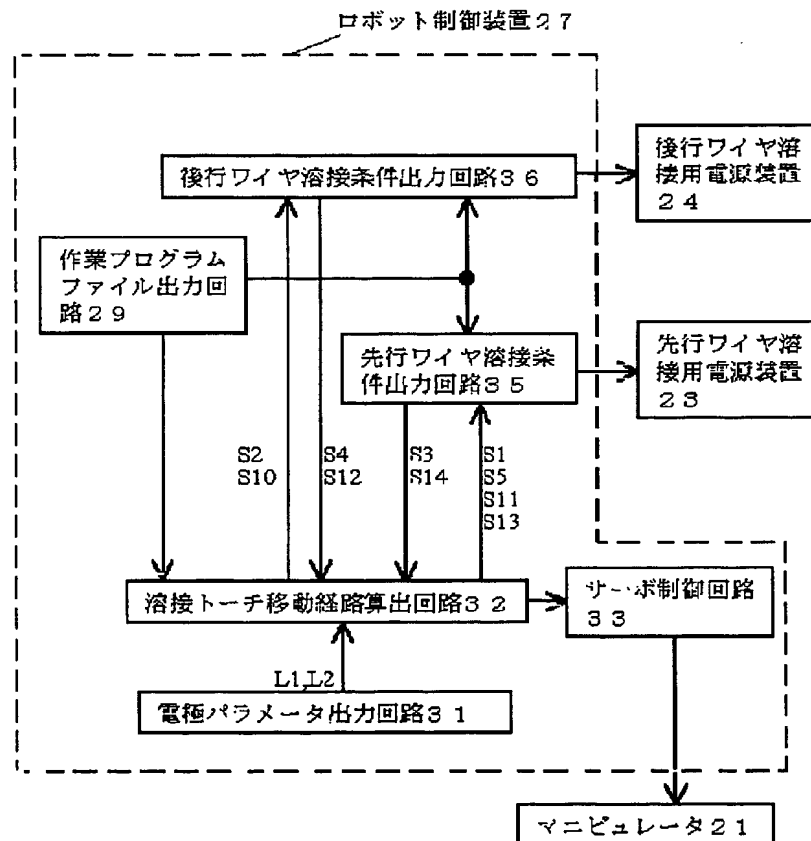 ロボット制御装置27
後行ワイヤ溶接条件出力回路36
後行ワイヤ溶
接用電源装置
24
作業プログラム
ファイル出力回
路29
先行ワイヤ溶接条
件出力回路35
先行ワイヤ溶
接用電源装置
23
S2
S10
S4
S12
S3
S14
S1
S5
S11
S13
溶接トーチ移動経路算出回路32
サーボ制御回路
33
L1,L2
電極パラメータ出力回路31
マニピュレータ21